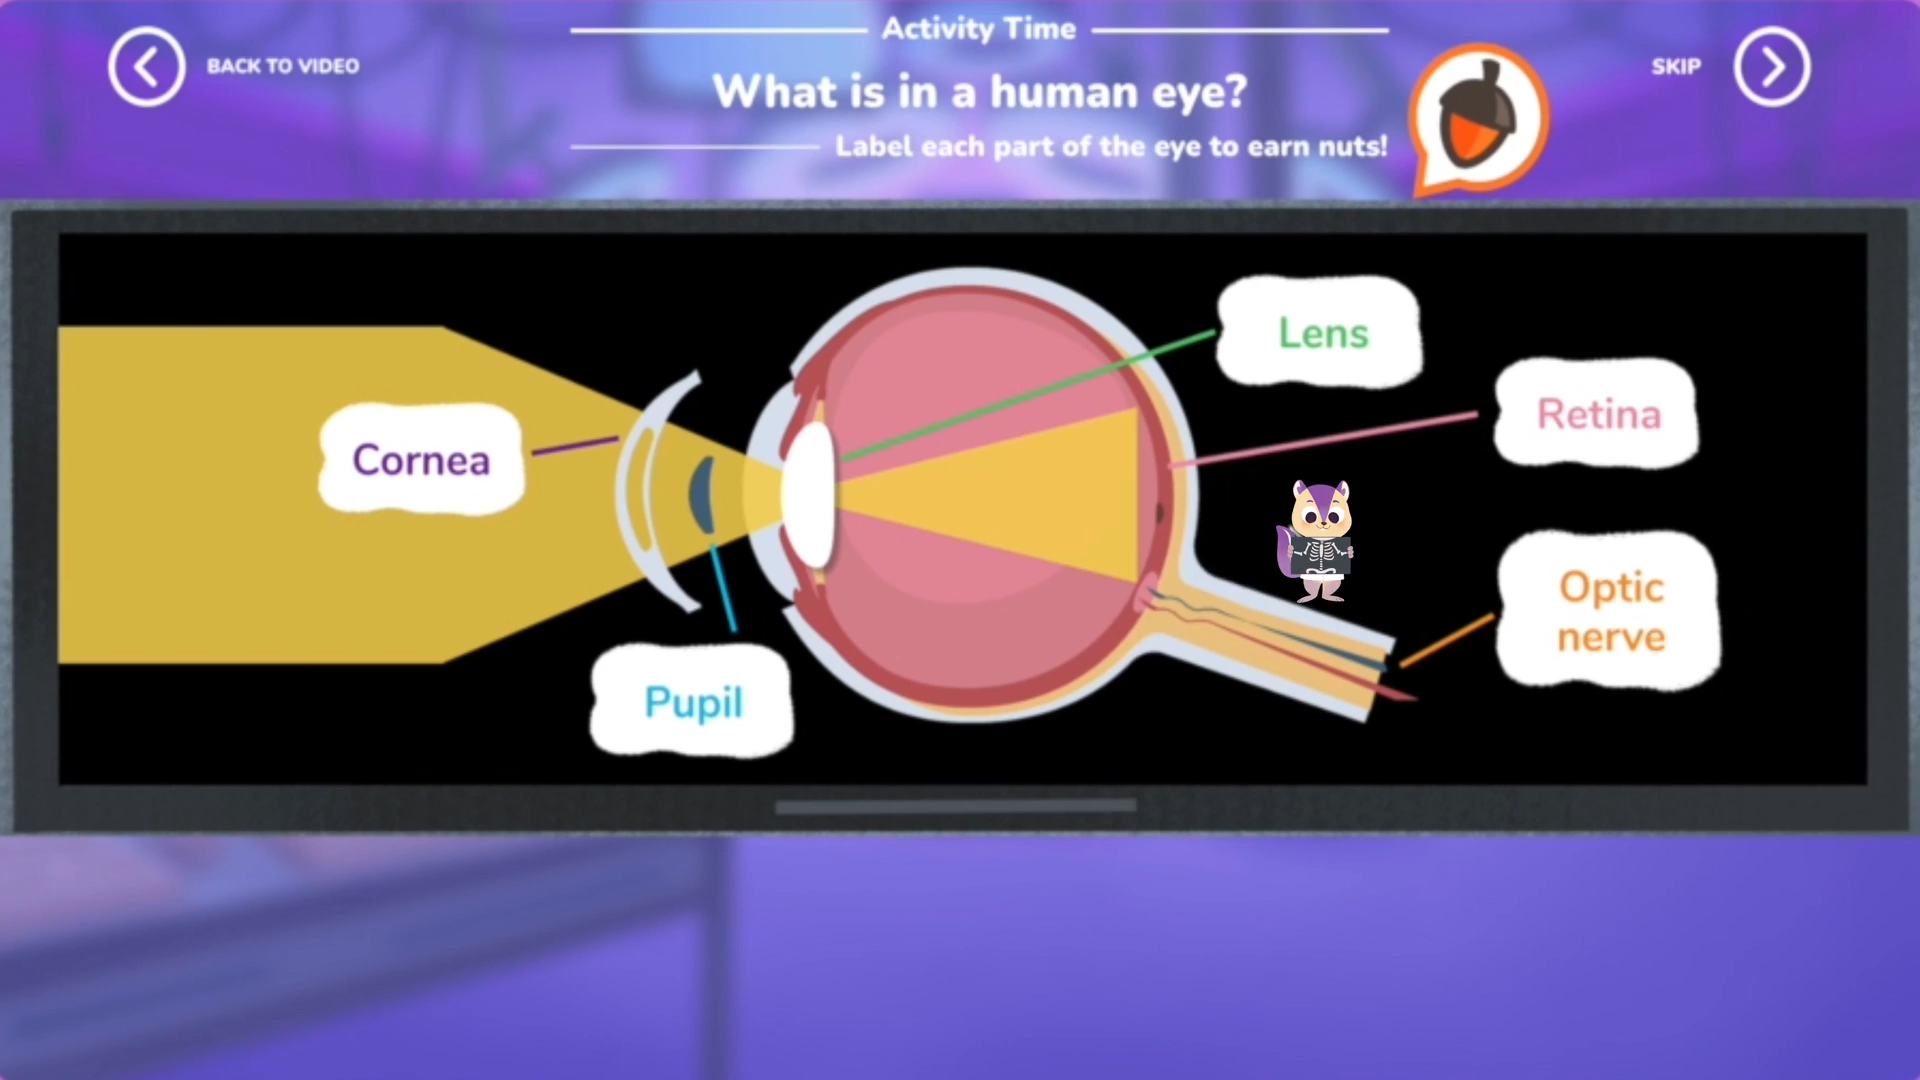 Activity Time
BACK TO VIDEO
SKIP
What is in a human eye?
Label each part of the eye to earn nuts!
Lens
Retina
Cornea
Optic
nerve
Pupil